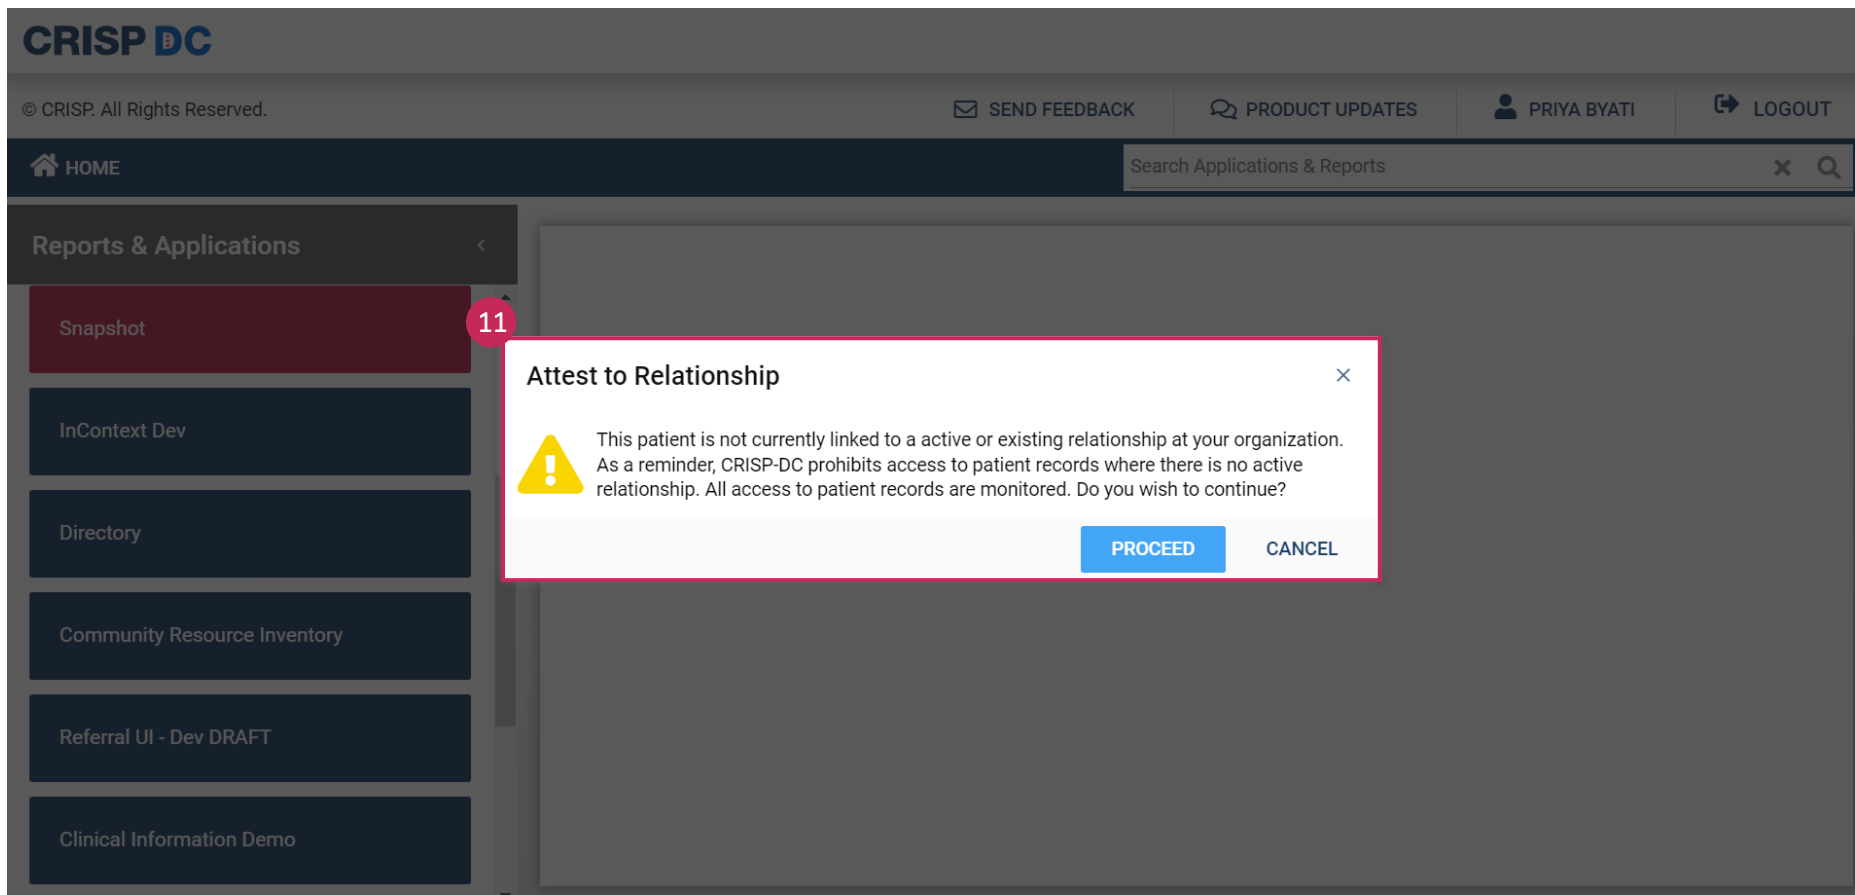 CRISP DC
© CRISP. All Rights Reserved.
SEND FEEDBACK
PRODUCT UPDATES
PRIYA BYATI
LOGOUT
HOME
Search Applications & Reports
Reports & Applications
Snapshot
11
InContext Dev
Directory
Community Resource Inventory
Referral UI - Dev DRAFT
Clinical Information Demo
Attest to Relationship
This patient is not currently linked to a active or existing relationship at your organization.
As a reminder, CRISP-DC prohibits access to patient records where there is no active
relationship. All access to patient records are monitored. Do you wish to continue?
PROCEED
CANCEL